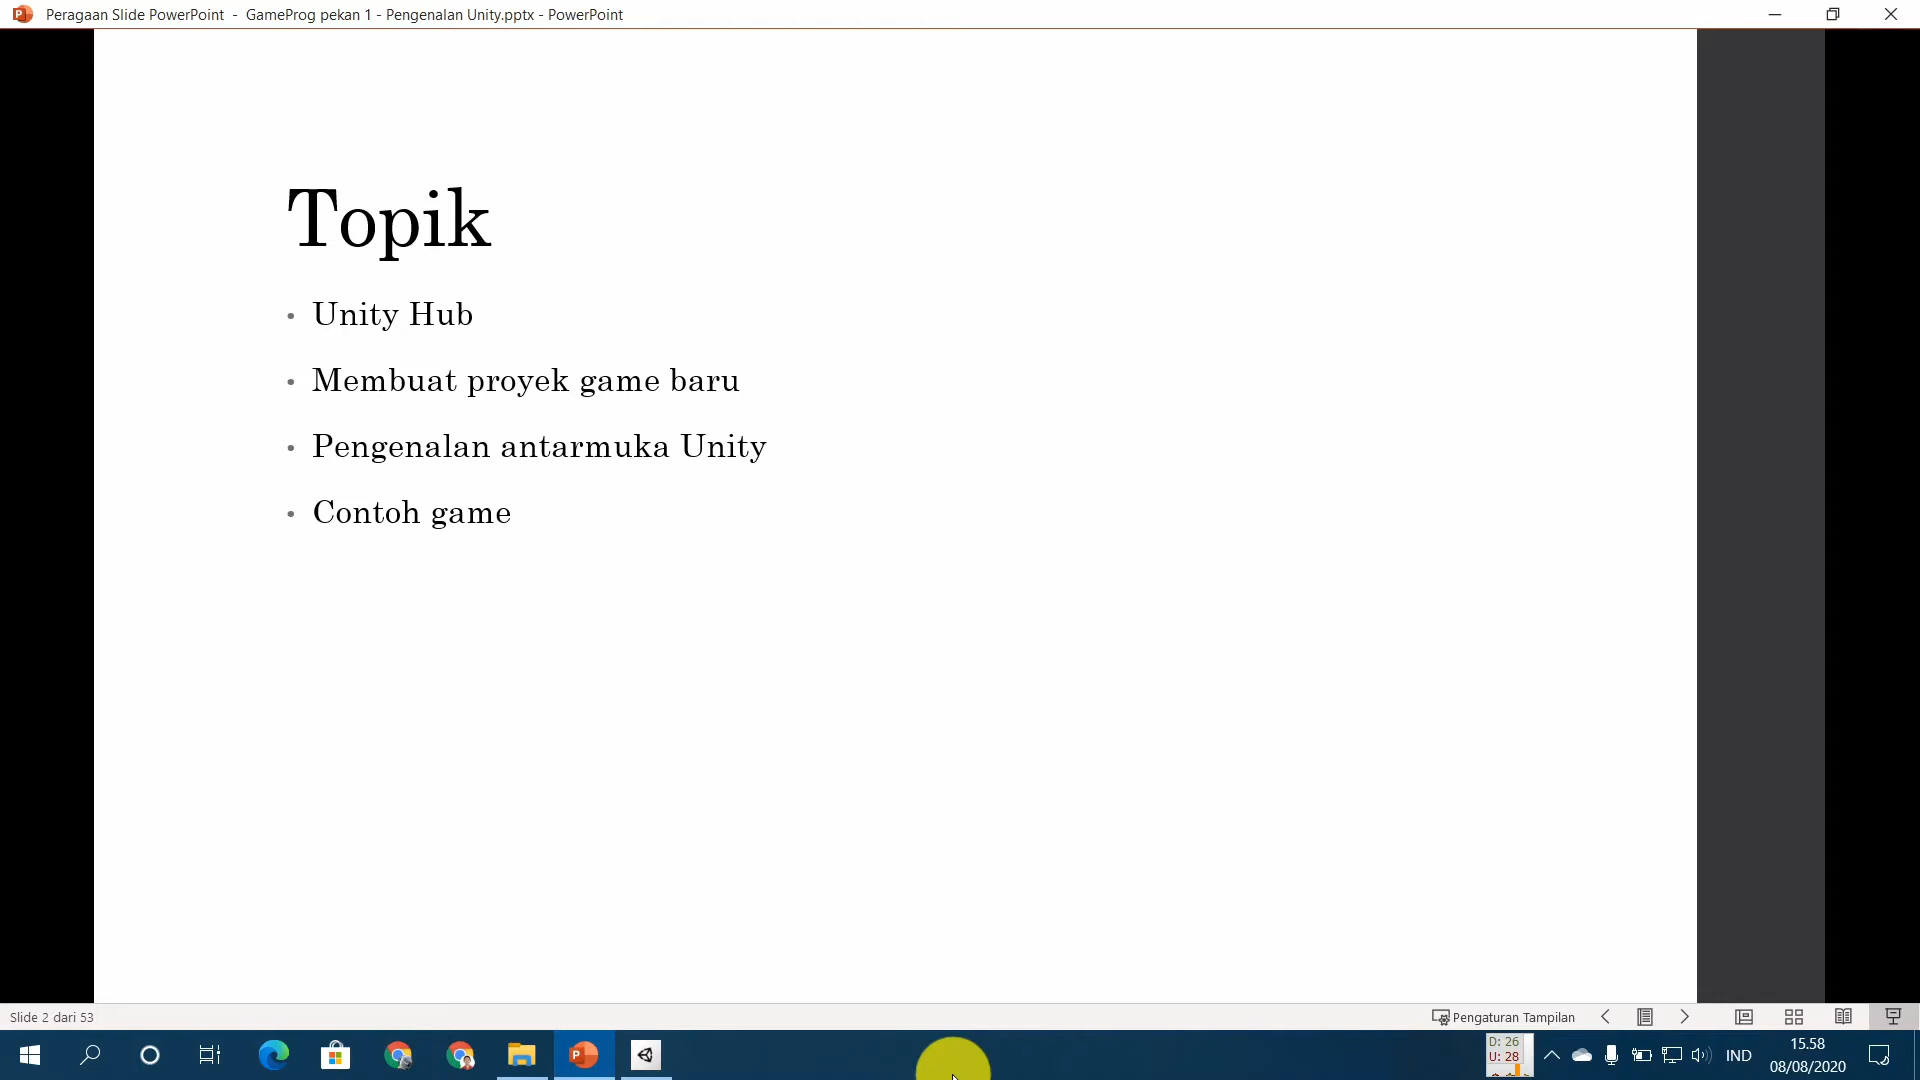 Peragaan Slide PowerPoint - GameProg pekan 1 - Pengenalan Unity.pptx - PowerPoint
Topik
• Unity Hub
• Membuat proyek game baru
• Pengenalan antarmuka Unity
• Contoh game
Slide 2 dari 53
Pengaturan Tampilan
D: 26
U: 28
IND
15.58
08/08/2020